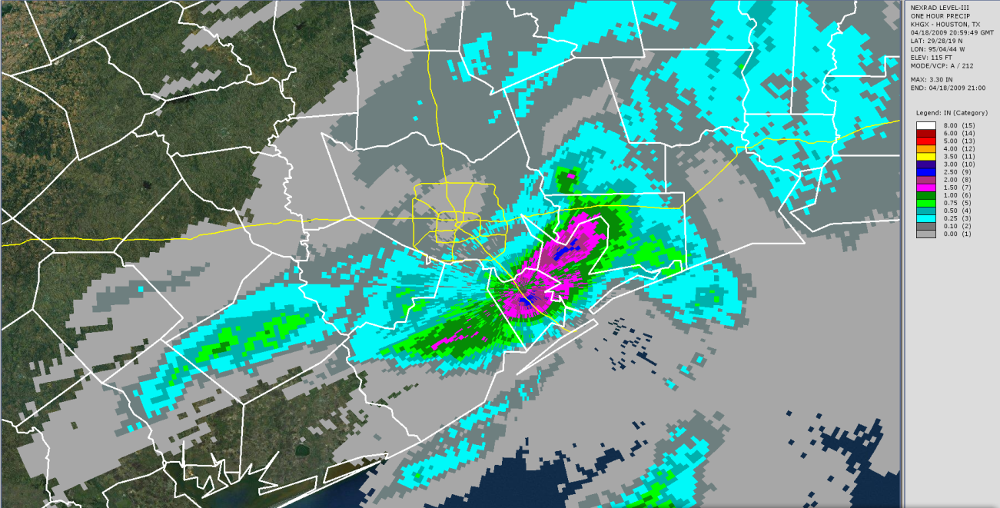 NEXRAD LEVEL-III
ONE HOUR PRECIP
KHGX - HOUSTON, TX
04/18/2009 20:59:49 GMT
LAT: 29/28/19 N
LON: 95/04/44 W
ELEV: 115 FT
MODE/VCP: A / 212
MAX: 3.30 IN
END: 04/18/2009 21:00
Legend: IN (Category)
8.00 (15)
6.00 (14)
5.00 (13)
4.00 (12)
3.50 (11)
3.00 (10)
2.50 (9)
2.00 (8)
1.50 (7)
1.00 (6)
0.75 (5)
0.50 (4)
0.25 (3)
0.10 (2)
0.00 (1)